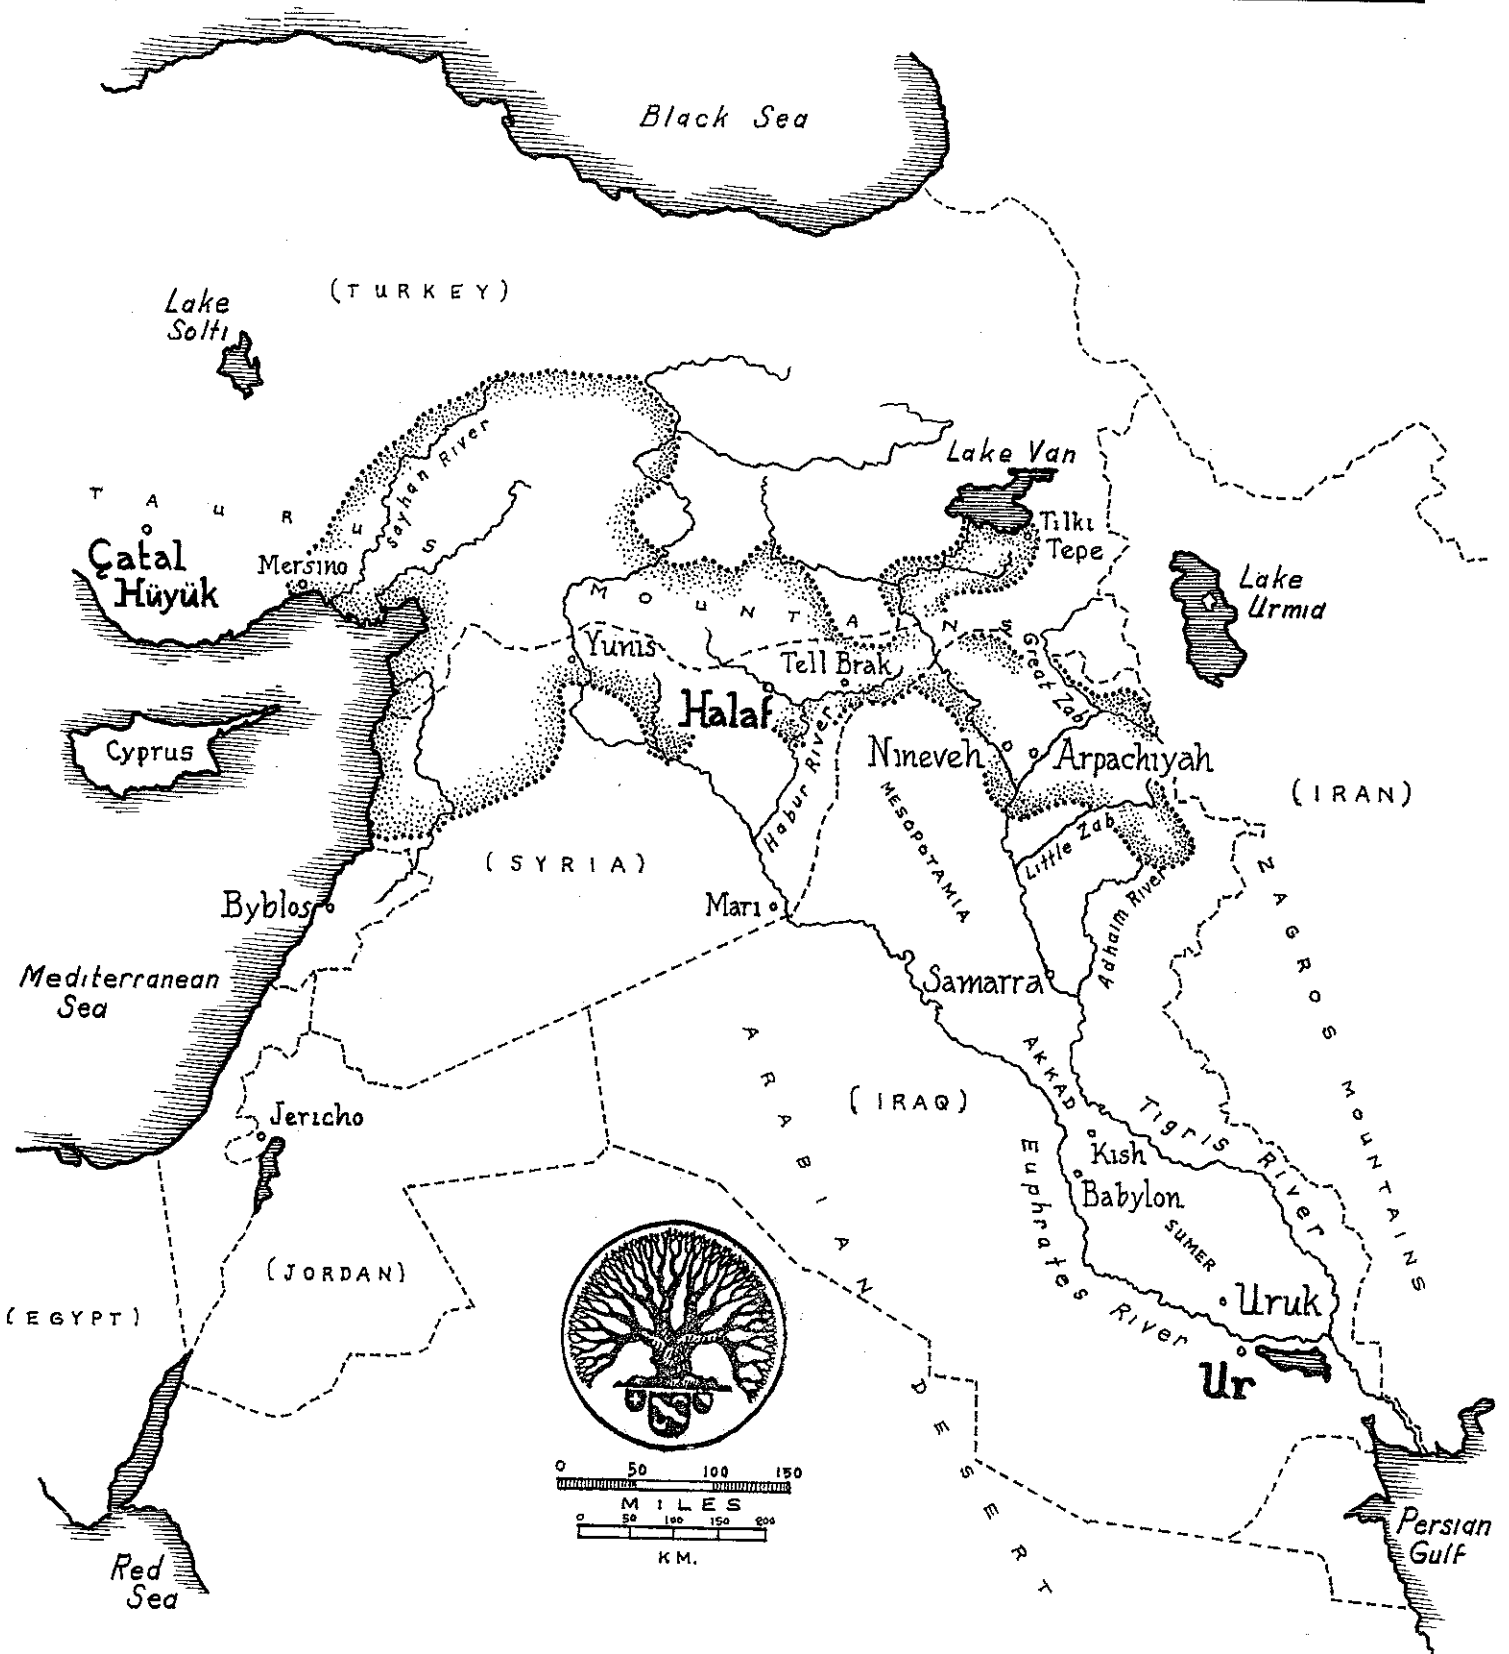 Black Sea
(TURKEY)
Lake
Solti
Sayhan River
Lake Van
TAURUS
MOUNTAINS
Çatal
Hüyük
Mersino
Tilki
Tepe
Lake
Urmia
Yunis
Tell Brak
Great Zab
Halaf
Cyprus
Habur River
Nineveh
Arpachiyah
(IRAN)
MESOPOTAMIA
Little Zab
(SYRIA)
Adhaim River
Byblos
Mari
ZAGROS MOUNTAINS
Mediterranean
Sea
Samarra
ARABIAN DESERT
AKKAD
(IRAQ)
Jericho
Tigris River
Kish
Euphrates River
Babylon
SUMER
(JORDAN)
(EGYPT)
Uruk
Ur
0 50 100 150
MILES
0 50 100 150 200
KM.
Persian
Gulf
Red
Sea